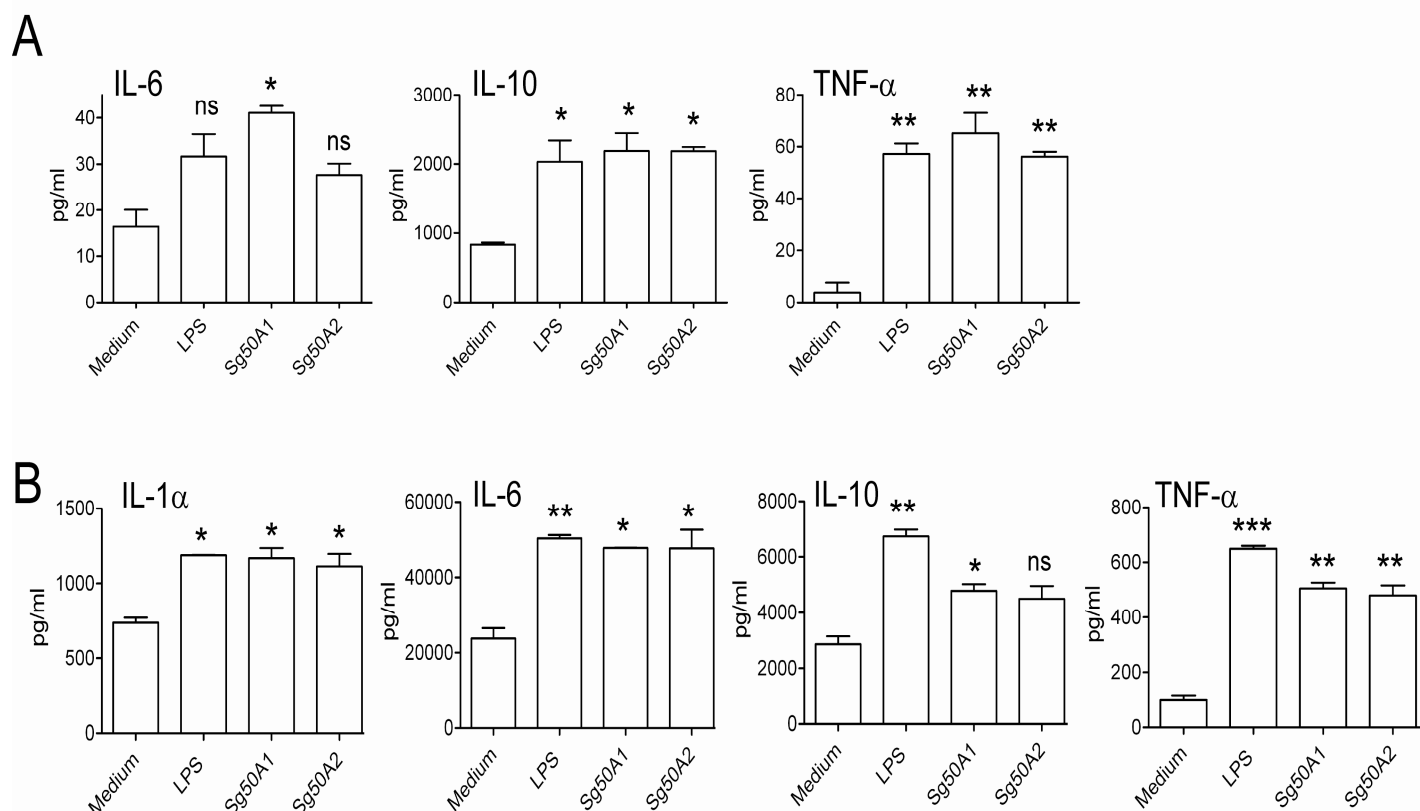 A
IL-6
pg/ml
40
30
20
10
0
ns
*
ns
Medium
LPS
Sg50A1
Sg50A2
IL-10
pg/ml
3000
2000
1000
0
*
*
*
Medium
LPS
Sg50A1
Sg50A2
TNF-α
pg/ml
80
60
40
20
0
**
**
**
Medium
LPS
Sg50A1
Sg50A2
B
IL-1α
pg/ml
1500
1000
500
0
*
*
*
Medium
LPS
Sg50A1
Sg50A2
IL-6
pg/ml
60000
40000
20000
0
**
*
*
Medium
LPS
Sg50A1
Sg50A2
IL-10
pg/ml
8000
6000
4000
2000
0
**
*
ns
Medium
LPS
Sg50A1
Sg50A2
TNF-α
pg/ml
800
600
400
200
0
***
**
**
Medium
LPS
Sg50A1
Sg50A2